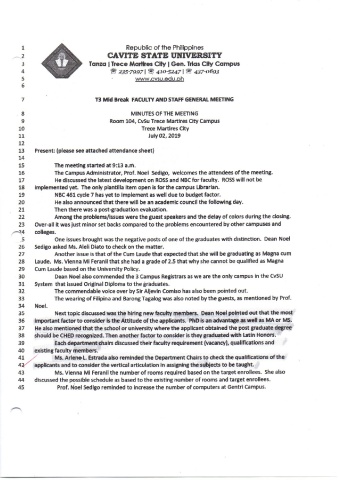 1 Republic of the Philippines
2 CAVITE STATE UNIVERSITY
3 Tanza | Trece Martires City | Gen. Trias City Campus
4 ☎ 235-7997 | ☎ 410-5247 | ☎ 437-0693
5 www.cvsu.edu.ph
6
7 T3 Mid Break FACULTY AND STAFF GENERAL MEETING
8 MINUTES OF THE MEETING
9 Room 104, CvSu Trece Martires City Campus
10 Trece Martires City
11 July 02, 2019
12
13 Present: (please see attached attendance sheet)
14
15 The meeting started at 9:13 a.m.
16 The Campus Administrator, Prof. Noel Sedigo, welcomes the attendees of the meeting.
17 He discussed the latest development on ROSS and NBC for faculty. ROSS will not be
18 implemented yet. The only plantilla item open is for the campus Librarian.
19 NBC 461 cycle 7 has yet to implement as well due to budget factor.
20 He also announced that there will be an academic council the following day.
21 Then there was a post-graduation evaluation.
22 Among the problems/issues were the guest speakers and the delay of colors during the closing.
23 Over-all it was just minor set backs compared to the problems encountered by other campuses and
24 collages.
5 One issues brought was the negative posts of one of the graduates with distinction. Dean Noel
26 Sedigo asked Ms. Aleli Diato to check on the matter.
27 Another issue is that of the Cum Laude that expected that she will be graduating as Magna cum
28 Laude. Ms. Vienna Mi Feranil that she had a grade of 2.5 that why she cannot be qualified as Magna
29 Cum Laude based on the University Policy.
30 Dean Noel also commended the 3 Campus Registrars as we are the only campus in the CvSU
31 System that issued Original Diploma to the graduates.
32 The commendable voice over by Sir Aljevin Comiso has also been pointed out.
33 The wearing of Filipino and Barong Tagalog was also noted by the guests, as mentioned by Prof.
34 Noel.
35 Next topic discussed was the hiring new faculty members. Dean Noel pointed out that the most
36 important factor to consider is the Attitude of the applicants. PhD is an advantage as well as MA or MS.
37 He also mentioned that the school or university where the applicant obtained the post graduate degree
38 should be CHED recognized. Then another factor to consider is they graduated with Latin Honors.
39 Each department chairs discussed their faculty requirement (vacancy), qualifications and
40 existing faculty members.
41 Ms. Arlene L. Estrada also reminded the Department Chairs to check the qualifications of the
42 applicants and to consider the vertical articulation in assigning the subjects to be taught.
43 Ms. Vienna Mi Feranil the number of rooms required based on the target enrollees. She also
44 discussed the possible schedule as based to the existing number of rooms and target enrollees.
45 Prof. Noel Sedigo reminded to increase the number of computers at Gentri Campus.